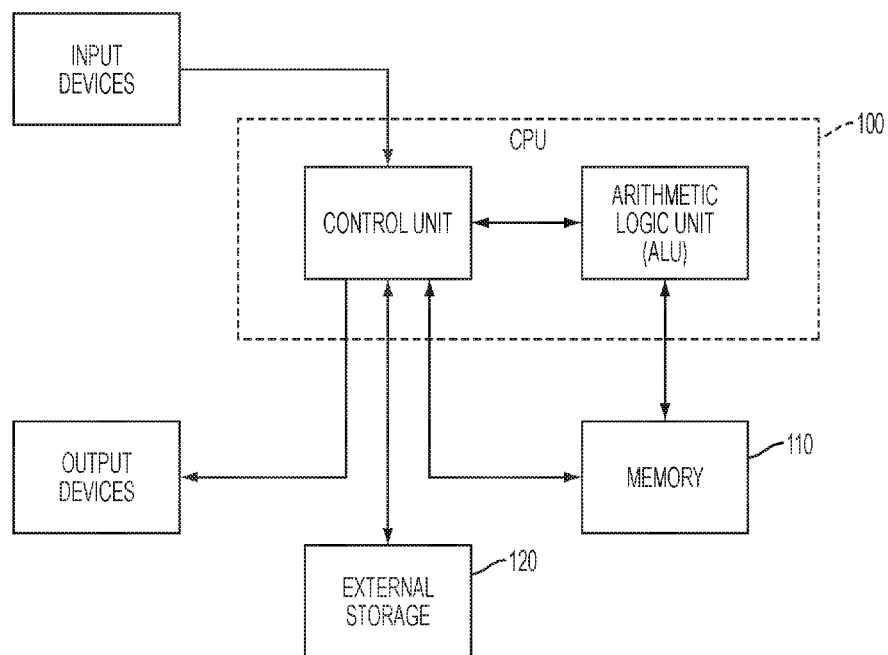 INPUT
DEVICES
100
CPU
CONTROL UNIT
ARITHMETIC
LOGIC UNIT
(ALU)
OUTPUT
DEVICES
MEMORY
110
EXTERNAL
STORAGE
120